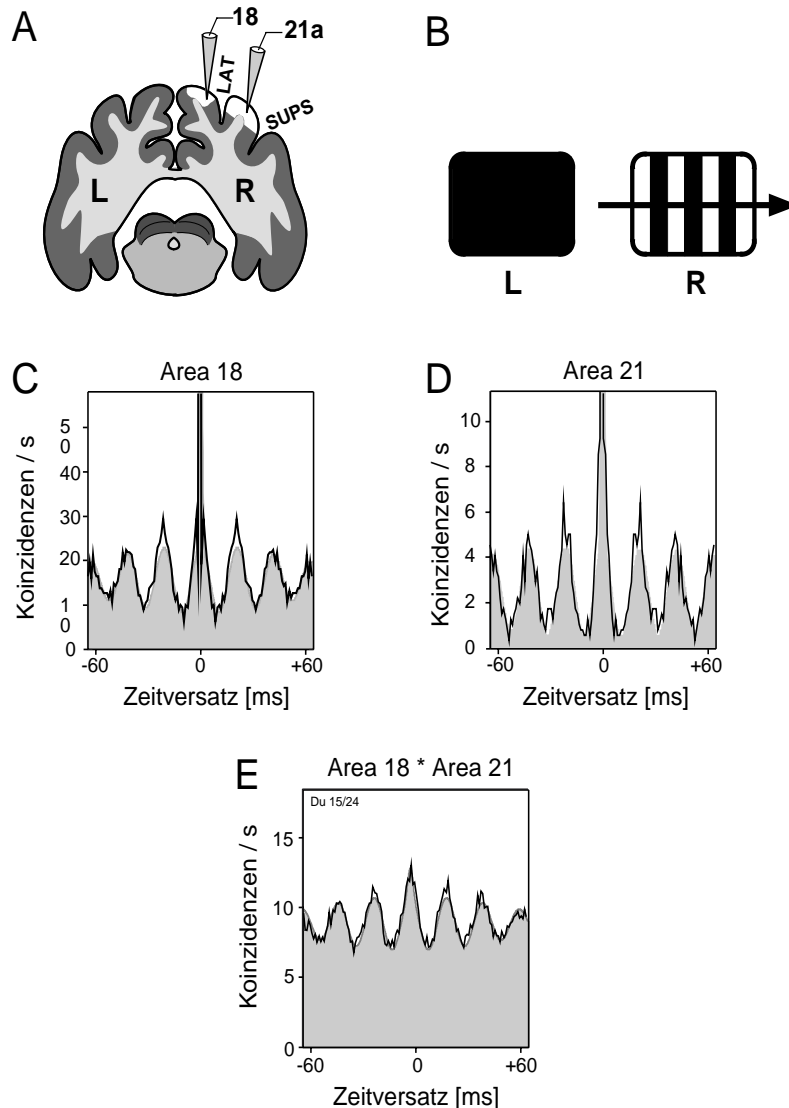 A
18
21a
LAT
SUPS
L
R
B
L
R
C
Area 18
5
0
40
30
20
1
0
0
Koinzidenzen / s
-60
0
+60
Zeitversatz [ms]
D
Area 21
10
8
6
4
2
0
Koinzidenzen / s
-60
0
+60
Zeitversatz [ms]
E
Area 18 * Area 21
Du 15/24
15
10
5
0
Koinzidenzen / s
-60
0
+60
Zeitversatz [ms]